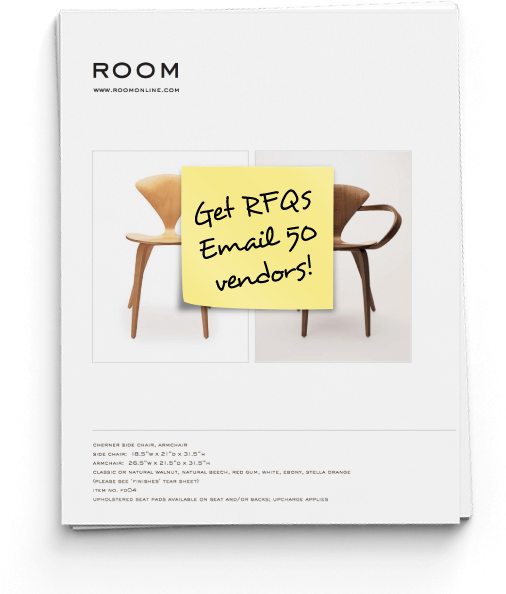 ROOM
WWW.ROOMONLINE.COM
Get RFQs
Email 50
vendors!
CHERNER SIDE CHAIR, ARMCHAIR
SIDE CHAIR: 18.5"W X 21"D X 31.5"H
ARMCHAIR: 26.5"W X 21.5"D X 31.5"H
CLASSIC OR NATURAL WALNUT, NATURAL BEECH, RED GUM, WHITE, EBONY, STELLA ORANGE
(PLEASE SEE 'FINISHES' TEAR SHEET)
ITEM NO. FD04
UPHOLSTERED SEAT PADS AVAILABLE ON SEAT AND/OR BACKS; UPCHARGE APPLIES